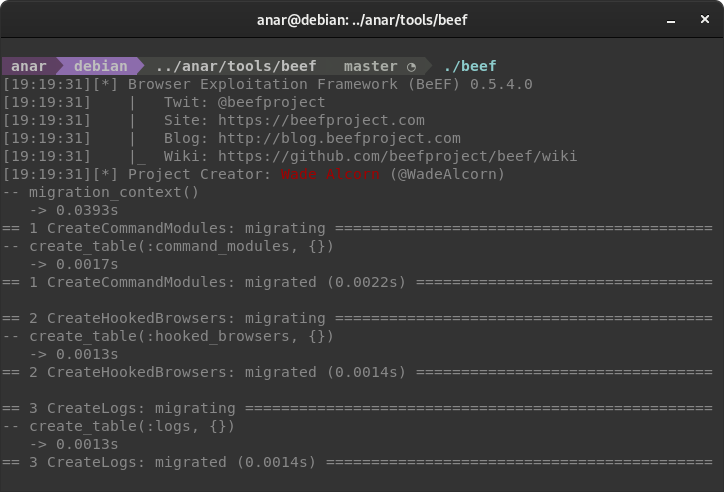 anar@debian: ../anar/tools/beef
anar debian ../anar/tools/beef master ◔ ./beef
[19:19:31][*] Browser Exploitation Framework (BeEF) 0.5.4.0
[19:19:31]    |   Twit: @beefproject
[19:19:31]    |   Site: https://beefproject.com
[19:19:31]    |   Blog: http://blog.beefproject.com
[19:19:31]    |_  Wiki: https://github.com/beefproject/beef/wiki
[19:19:31][*] Project Creator: Wade Alcorn (@WadeAlcorn)
-- migration_context()
   -> 0.0393s
== 1 CreateCommandModules: migrating ==========================================
-- create_table(:command_modules, {})
   -> 0.0017s
== 1 CreateCommandModules: migrated (0.0022s) =================================
== 2 CreateHookedBrowsers: migrating ==========================================
-- create_table(:hooked_browsers, {})
   -> 0.0013s
== 2 CreateHookedBrowsers: migrated (0.0014s) =================================
== 3 CreateLogs: migrating ====================================================
-- create_table(:logs, {})
   -> 0.0013s
== 3 CreateLogs: migrated (0.0014s) ===========================================